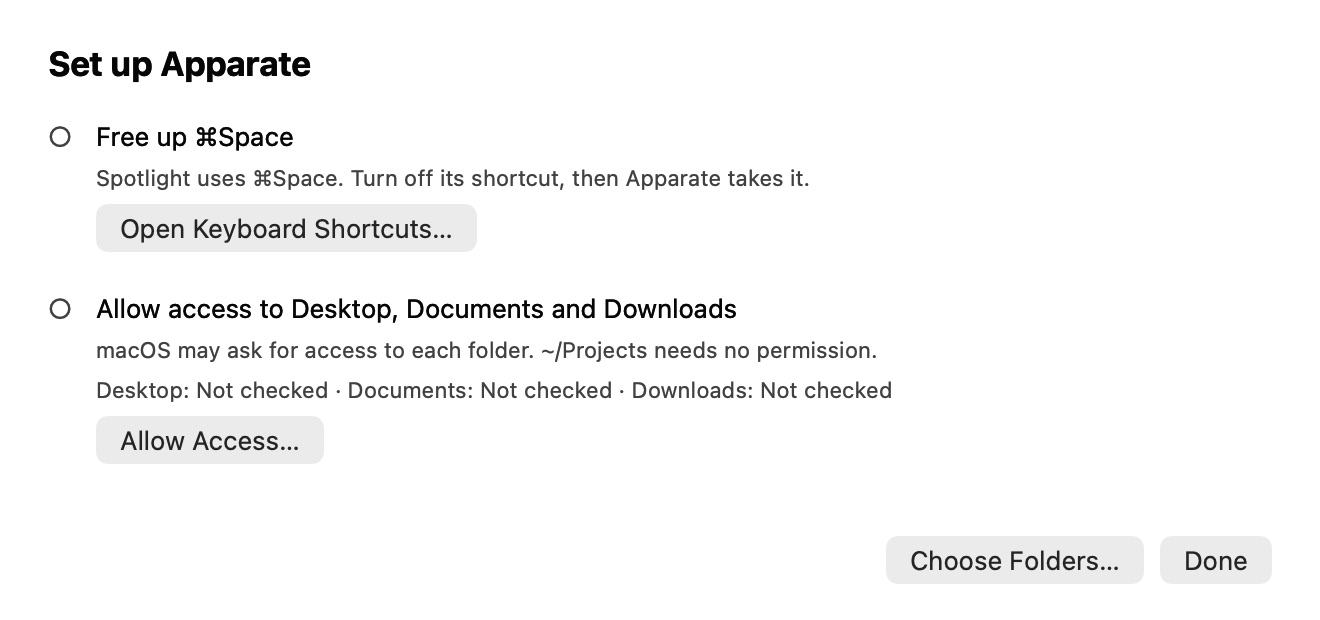 Set up Apparate
Free up ⌘Space
Spotlight uses ⌘Space. Turn off its shortcut, then Apparate takes it.
Open Keyboard Shortcuts...
Allow access to Desktop, Documents and Downloads
macOS may ask for access to each folder. ~/Projects needs no permission.
Desktop: Not checked · Documents: Not checked · Downloads: Not checked
Allow Access...
Choose Folders... Done